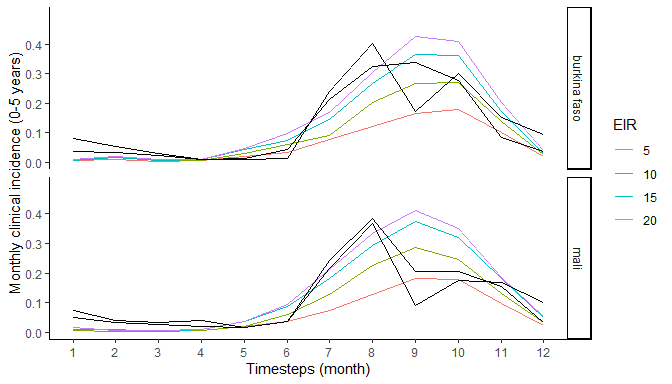 Monthly clinical incidence (0-5 years)
0.4
0.3
0.2
0.1
0.0
burkina faso
0.4
0.3
0.2
0.1
0.0
mali
1 2 3 4 5 6 7 8 9 10 11 12
Timesteps (month)
EIR
5
10
15
20